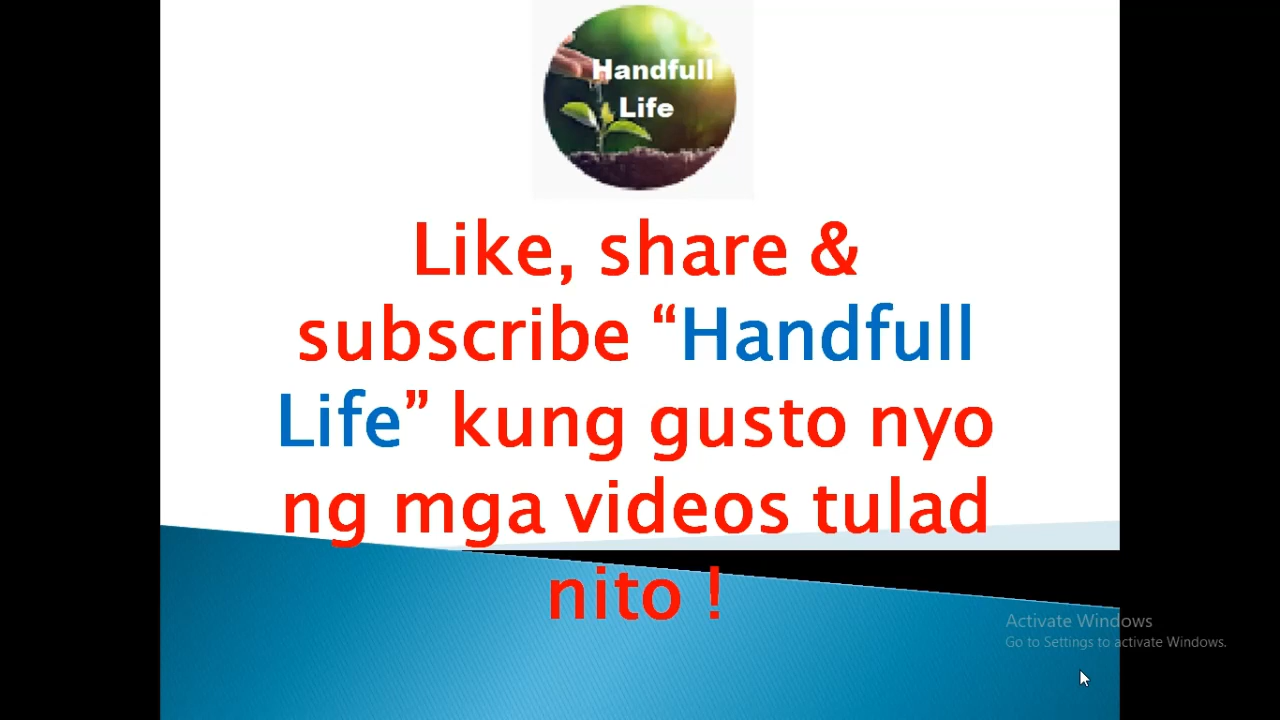 Handfull
Life
Like, share &
subscribe “Handfull
Life” kung gusto nyo
ng mga videos tulad
nito !
Activate Windows
Go to Settings to activate Windows.